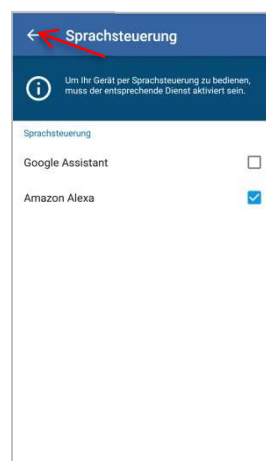 Sprachsteuerung
Um Ihr Gerät per Sprachsteuerung zu bedienen,
muss der entsprechende Dienst aktiviert sein.
Sprachsteuerung
Google Assistant
Amazon Alexa